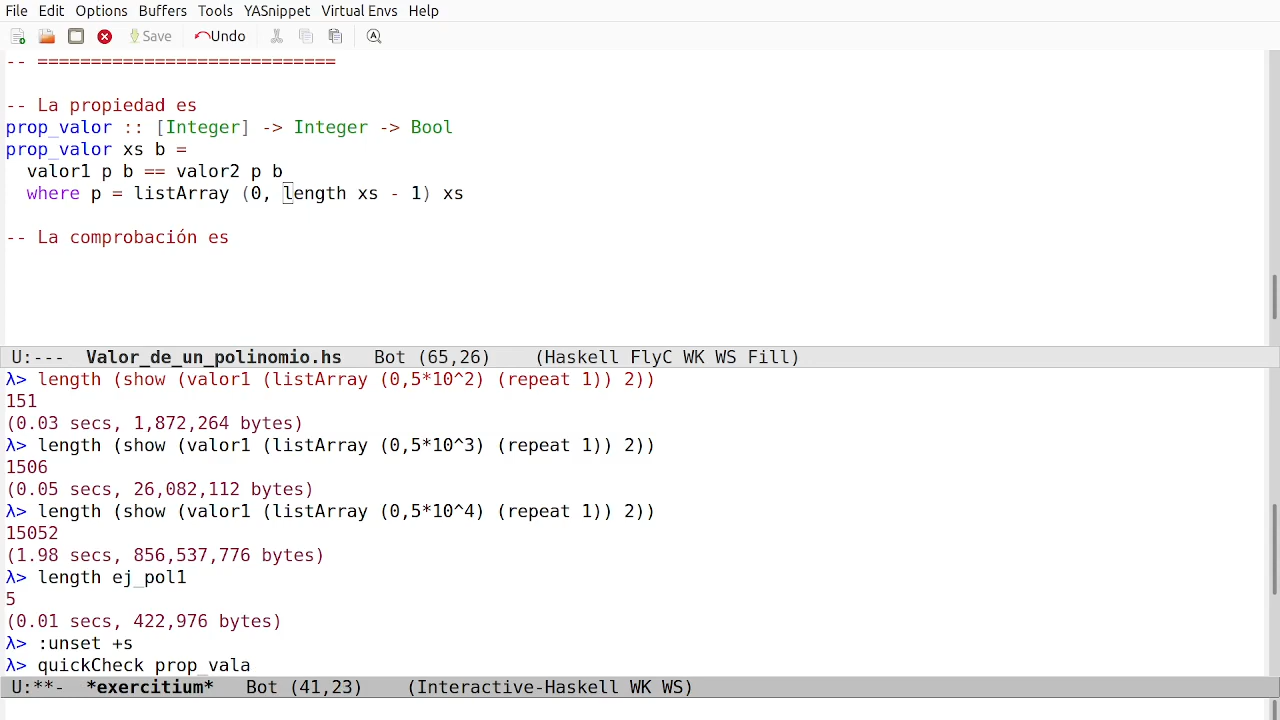 File Edit Options Buffers Tools YASnippet Virtual Envs Help
Save Undo
-- ============================
-- La propiedad es
prop_valor :: [Integer] -> Integer -> Bool
prop_valor xs b =
valor1 p b == valor2 p b
where p = listArray (0, length xs - 1) xs
-- La comprobación es
U:--- Valor_de_un_polinomio.hs Bot (65,26) (Haskell FlyC WK WS Fill)
λ> length (show (valor1 (listArray (0,5*10^2) (repeat 1)) 2))
151
(0.03 secs, 1,872,264 bytes)
λ> length (show (valor1 (listArray (0,5*10^3) (repeat 1)) 2))
1506
(0.05 secs, 26,082,112 bytes)
λ> length (show (valor1 (listArray (0,5*10^4) (repeat 1)) 2))
15052
(1.98 secs, 856,537,776 bytes)
λ> length ej_pol1
5
(0.01 secs, 422,976 bytes)
λ> :unset +s
λ> quickCheck prop_vala
U:**- *exercitium* Bot (41,23) (Interactive-Haskell WK WS)